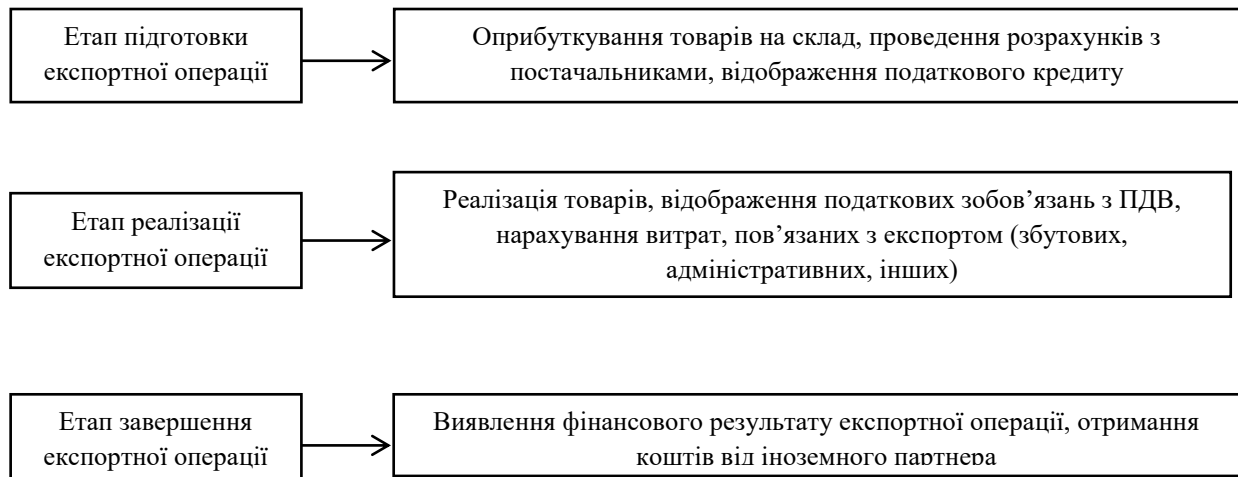 Етап підготовки
експортної операції
Оприбуткування товарів на склад, проведення розрахунків з
постачальниками, відображення податкового кредиту
Етап реалізації
експортної операції
Реалізація товарів, відображення податкових зобов’язань з ПДВ,
нарахування витрат, пов’язаних з експортом (збутових,
адміністративних, інших)
Етап завершення
експортної операції
Виявлення фінансового результату експортної операції, отримання
коштів від іноземного партнера